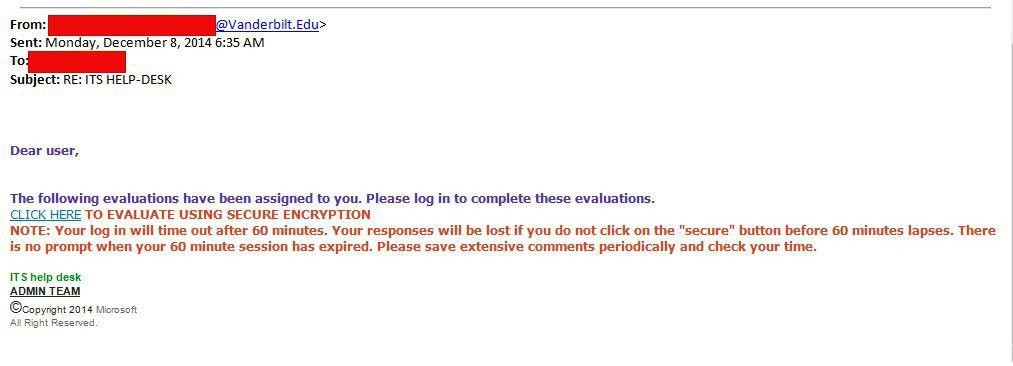 From: @Vanderbilt.Edu>
Sent: Monday, December 8, 2014 6:35 AM
To:
Subject: RE: ITS HELP-DESK
Dear user,
The following evaluations have been assigned to you. Please log in to complete these evaluations.
CLICK HERE TO EVALUATE USING SECURE ENCRYPTION
NOTE: Your log in will time out after 60 minutes. Your responses will be lost if you do not click on the "secure" button before 60 minutes lapses. There
is no prompt when your 60 minute session has expired. Please save extensive comments periodically and check your time.
ITS help desk
ADMIN TEAM
©Copyright 2014 Microsoft
All Right Reserved.